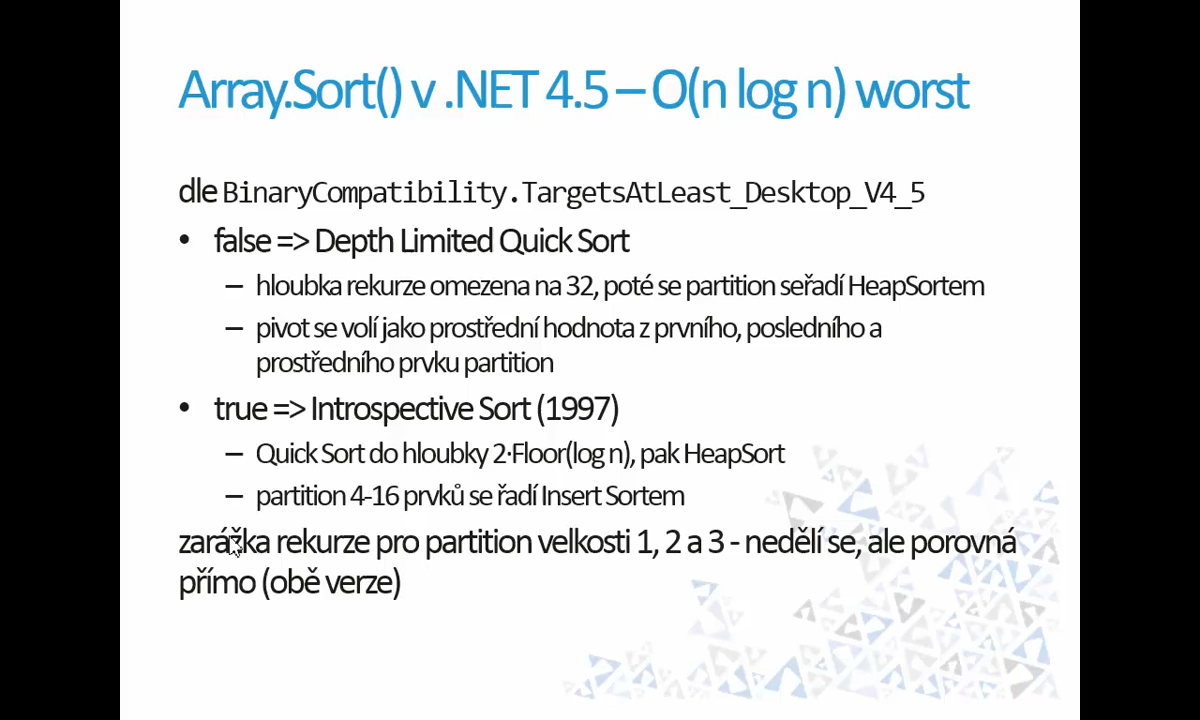 Array.Sort() v .NET 4.5 – O(n log n) worst
dle BinaryCompatibility.TargetsAtLeast_Desktop_V4_5
• false => Depth Limited Quick Sort
– hloubka rekurze omezena na 32, poté se partition seřadí HeapSortem
– pivot se volí jako prostřední hodnota z prvního, posledního a
prostředního prvku partition
• true => Introspective Sort (1997)
– Quick Sort do hloubky 2·Floor(log n), pak HeapSort
– partition 4-16 prvků se řadí Insert Sortem
zarážka rekurze pro partition velkosti 1, 2 a 3 - nedělí se, ale porovná
přímo (obě verze)